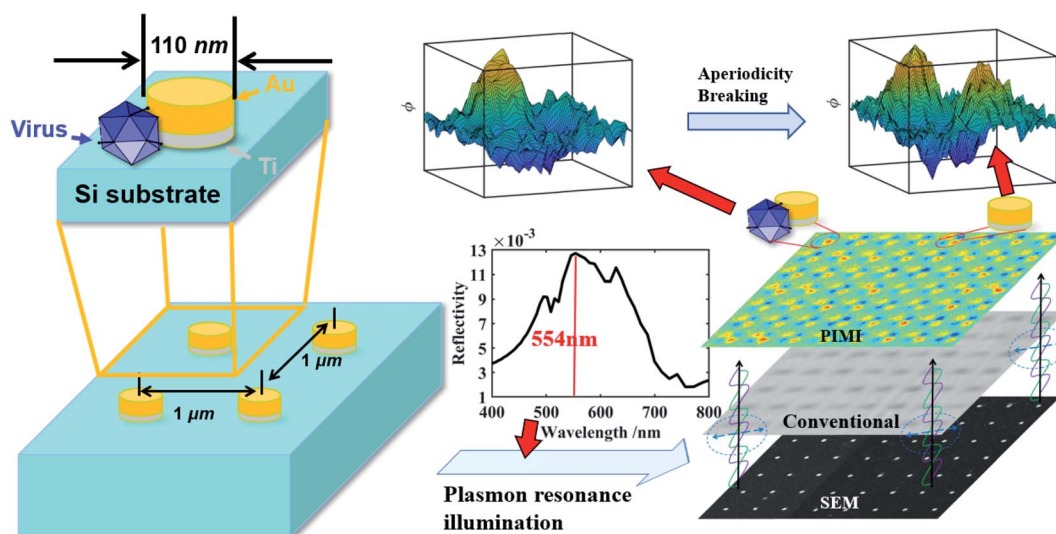 110 nm
Au
Virus
Ti
Si substrate
1 μm
1 μm
ϕ
Aperiodicity
Breaking
ϕ
×10⁻³
13
11
9
7
5
3
1
Reflectivity
554nm
400 500 600 700 800
Wavelength /nm
Plasmon resonance
illumination
PIMI
Conventional
SEM